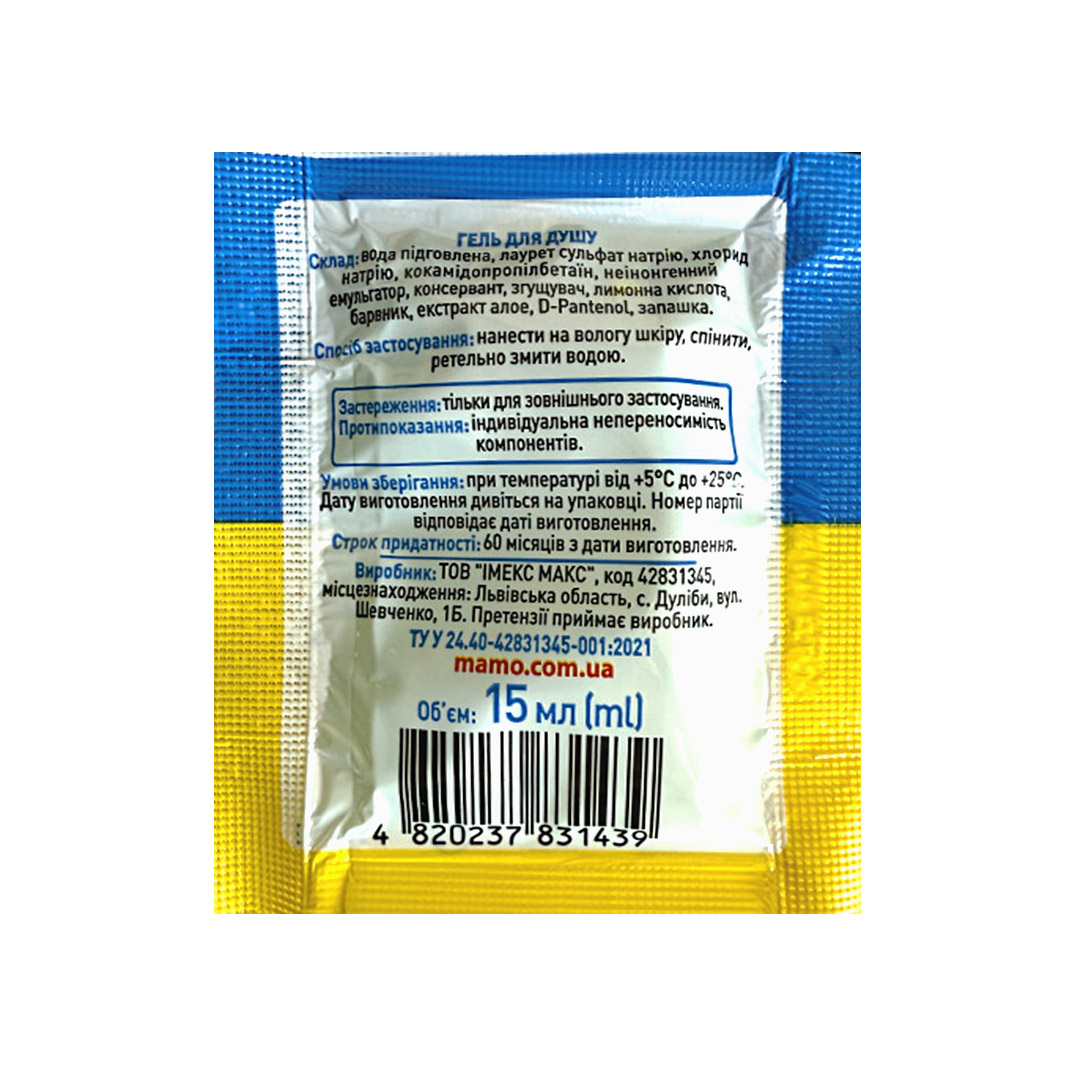 ГЕЛЬ ДЛЯ ДУШУ
Склад: вода підговлена, лаурет сульфат натрію, хлорид
натрію, кокамідопропілбетаїн, неіногенний
емульгатор, консервант, згущувач, лимонна кислота,
барвник, екстракт алое, D-Pantenol, запашка.
Спосіб застосування: нанести на вологу шкіру, спінити,
ретельно змити водою.
Застереження: тільки для зовнішнього застосування.
Протипоказання: індивідуальна непереносимість
компонентів.
Умови зберігання: при температурі від +5°C до +25°C.
Дату виготовлення дивіться на упаковці. Номер партії
відповідає даті виготовлення.
Строк придатності: 60 місяців з дати виготовлення.
Виробник: ТОВ "ІМЕКС МАКС", код 42831345,
місцезнаходження: Львівська область, с. Дуліби, вул.
Шевченко, 1Б. Претензії приймає виробник.
ТУ У 24.40-42831345-001:2021
mamo.com.ua
Об'єм: 15 мл (ml)
4 820237 831439